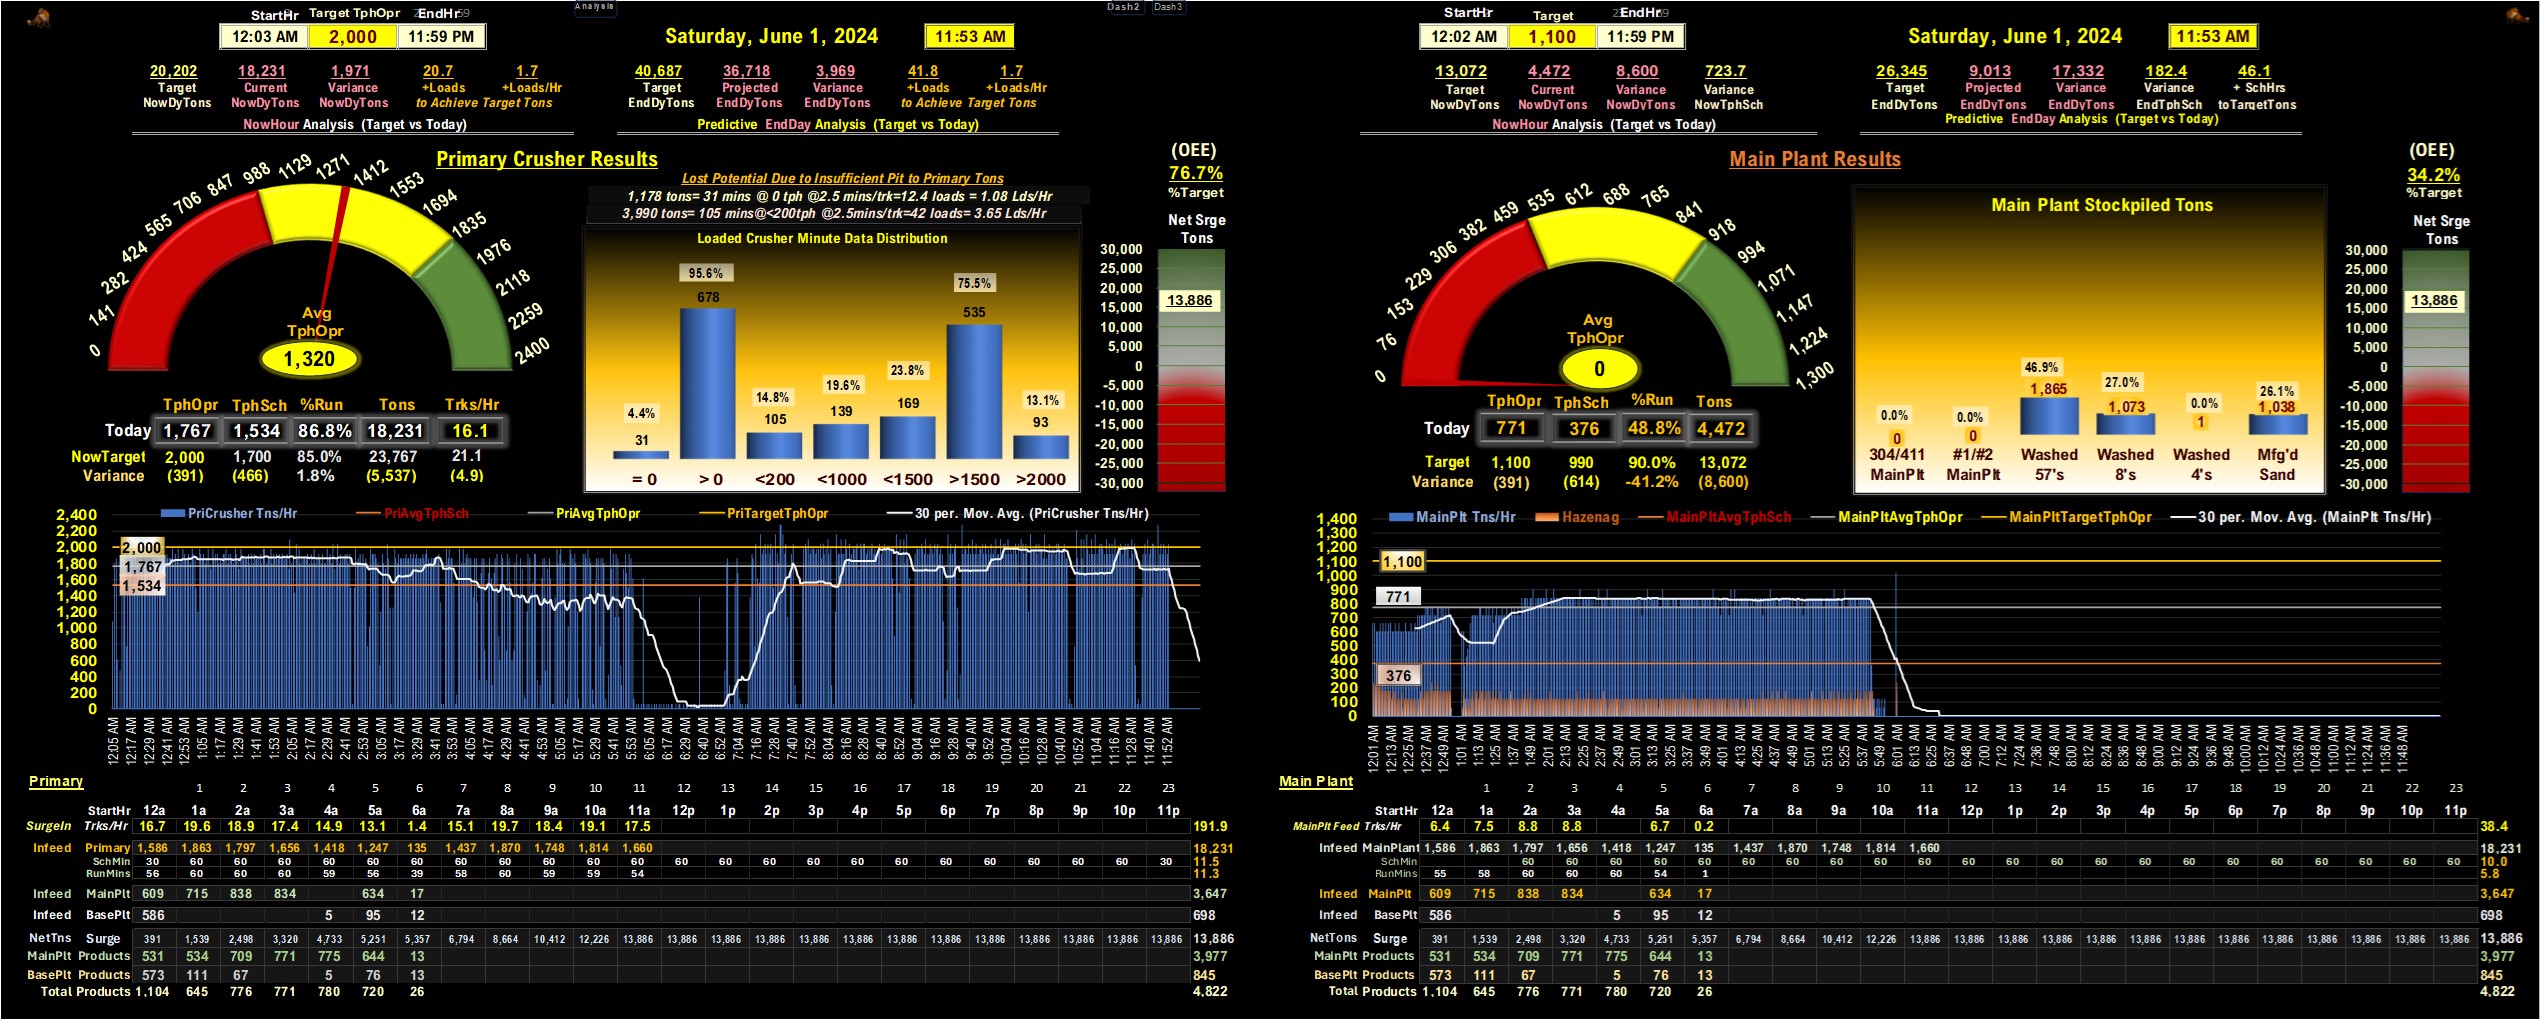 Analysis
Dash2 Dash3
StartHr Target TphOpr EndHr
12:03 AM 2,000 11:59 PM
Saturday, June 1, 2024 11:53 AM
20,202 18,231 1,971 20.7 1.7
Target Current Variance +Loads +Loads/Hr
NowDyTons NowDyTons NowDyTons to Achieve Target Tons
NowHour Analysis (Target vs Today)
40,687 36,718 3,969 41.8 1.7
Target Projected Variance +Loads +Loads/Hr
EndDyTons EndDyTons EndDyTons to Achieve Target Tons
Predictive EndDay Analysis (Target vs Today)
Primary Crusher Results
Lost Potential Due to Insufficient Pit to Primary Tons
1,178 tons= 31 mins @ 0 tph @2.5 mins/trk=12.4 loads = 1.08 Lds/Hr
3,990 tons= 105 mins@<200tph @2.5mins/trk=42 loads= 3.65 Lds/Hr
(OEE)
76.7%
%Target
Net Srge
Tons
0 141 282 424 565 706 847 988 1129 1271 1412 1553 1694 1835 1976 2118 2259 2400
Avg
TphOpr
1,320
Loaded Crusher Minute Data Distribution
4.4% 95.6% 14.8% 19.6% 23.8% 75.5% 13.1%
31 678 105 139 169 535 93
= 0 > 0 <200 <1000 <1500 >1500 >2000
30,000
25,000
20,000
15,000
13,886
10,000
5,000
0
-5,000
-10,000
-15,000
-20,000
-25,000
-30,000
TphOpr TphSch %Run Tons Trks/Hr
Today 1,767 1,534 86.8% 18,231 16.1
NowTarget 2,000 1,700 85.0% 23,767 21.1
Variance (391) (466) 1.8% (5,537) (4.9)
PriCrusher Tns/Hr PriAvgTphSch PriAvgTphOpr PriTargetTphOpr 30 per. Mov. Avg. (PriCrusher Tns/Hr)
2,400
2,200
2,000
1,800
1,600
1,400
1,200
1,000
800
600
400
200
0
2,000
1,767
1,534
12:05 AM 12:17 AM 12:29 AM 12:41 AM 12:53 AM 1:05 AM 1:17 AM 1:29 AM 1:41 AM 1:53 AM 2:05 AM 2:17 AM 2:29 AM 2:41 AM 2:53 AM 3:05 AM 3:17 AM 3:29 AM 3:41 AM 3:53 AM 4:05 AM 4:17 AM 4:29 AM 4:41 AM 4:53 AM 5:05 AM 5:17 AM 5:29 AM 5:41 AM 5:53 AM 6:05 AM 6:17 AM 6:28 AM 6:40 AM 6:52 AM 7:04 AM 7:16 AM 7:28 AM 7:40 AM 7:52 AM 8:04 AM 8:16 AM 8:28 AM 8:40 AM 8:52 AM 9:04 AM 9:16 AM 9:28 AM 9:40 AM 9:52 AM 10:04 AM 10:16 AM 10:28 AM 10:40 AM 10:52 AM 11:04 AM 11:16 AM 11:28 AM 11:40 AM 11:52 AM
Primary
1 2 3 4 5 6 7 8 9 10 11 12 13 14 15 16 17 18 19 20 21 22 23
StartHr 12a 1a 2a 3a 4a 5a 6a 7a 8a 9a 10a 11a 12p 1p 2p 3p 4p 5p 6p 7p 8p 9p 10p 11p
SurgeIn Trks/Hr 16.7 19.6 18.9 17.4 14.9 13.1 1.4 15.1 19.7 18.4 19.1 17.5 191.9
Infeed Primary 1,586 1,863 1,797 1,656 1,418 1,247 135 1,437 1,870 1,748 1,814 1,660 18,231
SchMin 30 60 60 60 60 60 60 60 60 60 60 60 60 60 60 60 60 60 60 60 60 60 60 30 11.5
RunMins 56 60 60 60 59 56 39 58 60 59 59 54 11.3
Infeed MainPlt 609 715 838 834 634 17 3,647
Infeed BasePlt 586 5 95 12 698
NetTns Surge 391 1,539 2,498 3,320 4,733 5,251 5,357 6,794 8,664 10,412 12,226 13,886 13,886 13,886 13,886 13,886 13,886 13,886 13,886 13,886 13,886 13,886 13,886 13,886 13,886
MainPlt Products 531 534 709 771 775 644 13 3,977
BasePlt Products 573 111 67 5 76 13 845
Total Products 1,104 645 776 771 780 720 26 4,822
StartHr Target EndHr
12:02 AM 1,100 11:59 PM
Saturday, June 1, 2024 11:53 AM
13,072 4,472 8,600 723.7
Target Current Variance Variance
NowDyTons NowDyTons NowDyTons NowTphSch
NowHour Analysis (Target vs Today)
26,345 9,013 17,332 182.4 46.1
Target Projected Variance Variance + SchHrs
EndDyTons EndDyTons EndDyTons EndTphSch toTargetTons
Predictive EndDay Analysis (Target vs Today)
Main Plant Results
(OEE)
34.2%
%Target
Net Srge
Tons
0 76 153 229 306 382 459 535 612 688 765 841 918 994 1,071 1,147 1,224 1,300
Avg
TphOpr
0
Main Plant Stockpiled Tons
0.0% 0.0% 46.9% 27.0% 0.0% 26.1%
0 0 1,865 1,073 1 1,038
304/411 #1/#2 Washed Washed Washed Mfg'd
MainPlt MainPlt 57's 8's 4's Sand
30,000
25,000
20,000
15,000
13,886
10,000
5,000
0
-5,000
-10,000
-15,000
-20,000
-25,000
-30,000
TphOpr TphSch %Run Tons
Today 771 376 48.8% 4,472
Target 1,100 990 90.0% 13,072
Variance (391) (614) -41.2% (8,600)
MainPlt Tns/Hr Hazenag MainPltAvgTphSch MainPltAvgTphOpr MainPltTargetTphOpr 30 per. Mov. Avg. (MainPlt Tns/Hr)
1,400
1,300
1,200
1,100
1,000
900
800
700
600
500
400
300
200
100
0
1,100
771
376
12:01 AM 12:13 AM 12:25 AM 12:37 AM 12:49 AM 1:01 AM 1:13 AM 1:25 AM 1:37 AM 1:49 AM 2:01 AM 2:13 AM 2:25 AM 2:37 AM 2:49 AM 3:01 AM 3:13 AM 3:25 AM 3:37 AM 3:49 AM 4:01 AM 4:13 AM 4:25 AM 4:37 AM 4:49 AM 5:01 AM 5:13 AM 5:25 AM 5:37 AM 5:49 AM 6:01 AM 6:13 AM 6:25 AM 6:37 AM 6:48 AM 7:00 AM 7:12 AM 7:24 AM 7:36 AM 7:48 AM 8:00 AM 8:12 AM 8:24 AM 8:36 AM 8:48 AM 9:00 AM 9:12 AM 9:24 AM 9:36 AM 9:48 AM 10:00 AM 10:12 AM 10:24 AM 10:36 AM 10:48 AM 11:00 AM 11:12 AM 11:24 AM 11:36 AM 11:48 AM
Main Plant
1 2 3 4 5 6 7 8 9 10 11 12 13 14 15 16 17 18 19 20 21 22 23
StartHr 12a 1a 2a 3a 4a 5a 6a 7a 8a 9a 10a 11a 12p 1p 2p 3p 4p 5p 6p 7p 8p 9p 10p 11p
MainPlt Feed Trks/Hr 6.4 7.5 8.8 8.8 6.7 0.2 38.4
Infeed MainPlant 1,586 1,863 1,797 1,656 1,418 1,247 135 1,437 1,870 1,748 1,814 1,660 18,231
SchMin 60 60 60 60 60 60 60 60 60 60 60 60 60 60 60 60 60 60 60 60 60 60 10.0
RunMins 55 58 60 60 60 54 1 5.8
Infeed MainPlt 609 715 838 834 634 17 3,647
Infeed BasePlt 586 5 95 12 698
NetTons Surge 391 1,539 2,498 3,320 4,733 5,251 5,357 6,794 8,664 10,412 12,226 13,886 13,886 13,886 13,886 13,886 13,886 13,886 13,886 13,886 13,886 13,886 13,886 13,886 13,886
MainPlt Products 531 534 709 771 775 644 13 3,977
BasePlt Products 573 111 67 5 76 13 845
Total Products 1,104 645 776 771 780 720 26 4,822